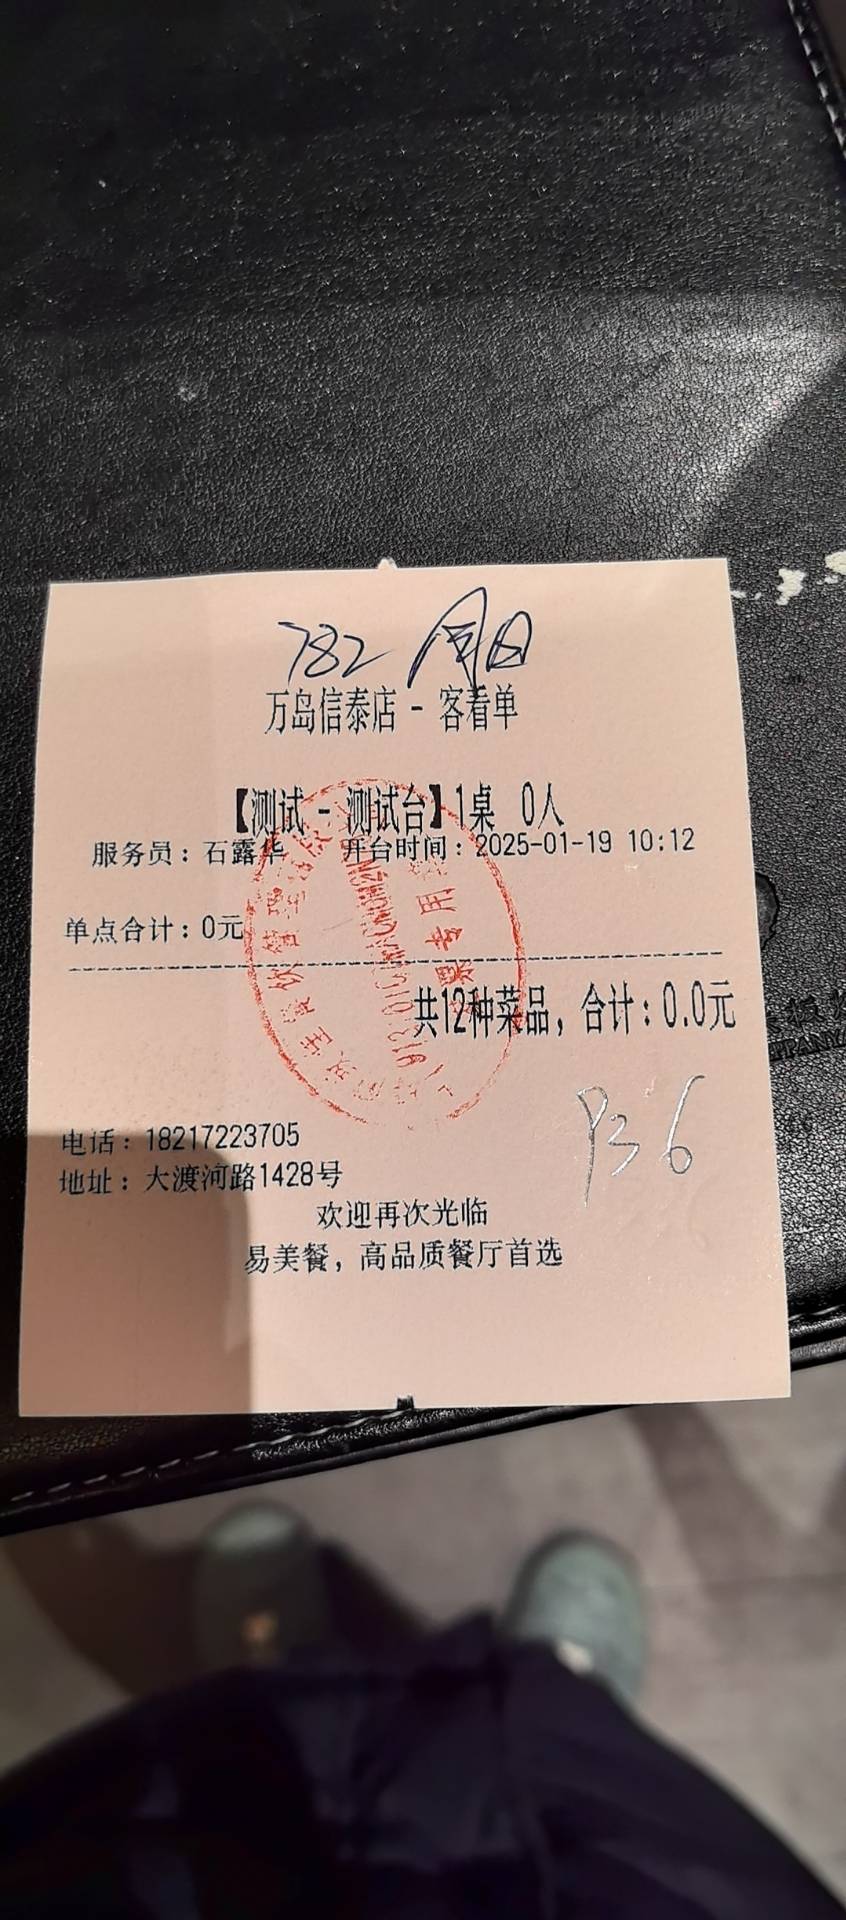 782 周日
万岛信泰店 - 客看单
【测试 - 测试台】1桌 0人
服务员：石露华 开台时间：2025-01-19 10:12
单点合计：0元
共12种菜品，合计：0.0元
P36
电话：18217223705
地址：大渡河路1428号
欢迎再次光临
易美餐，高品质餐厅首选